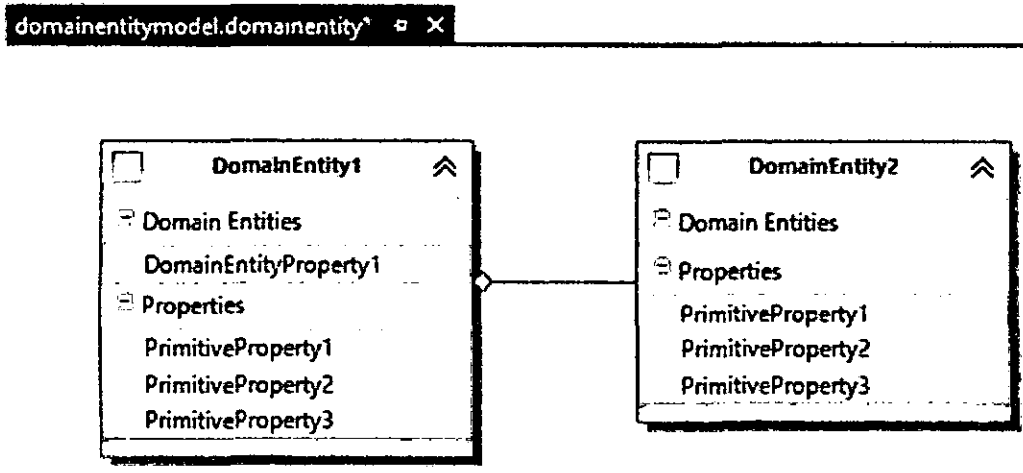 domainentitymodel.domainentity*
DomainEntity1
Domain Entities
DomainEntityProperty1
Properties
PrimitiveProperty1
PrimitiveProperty2
PrimitiveProperty3
DomainEntity2
Domain Entities
Properties
PrimitiveProperty1
PrimitiveProperty2
PrimitiveProperty3